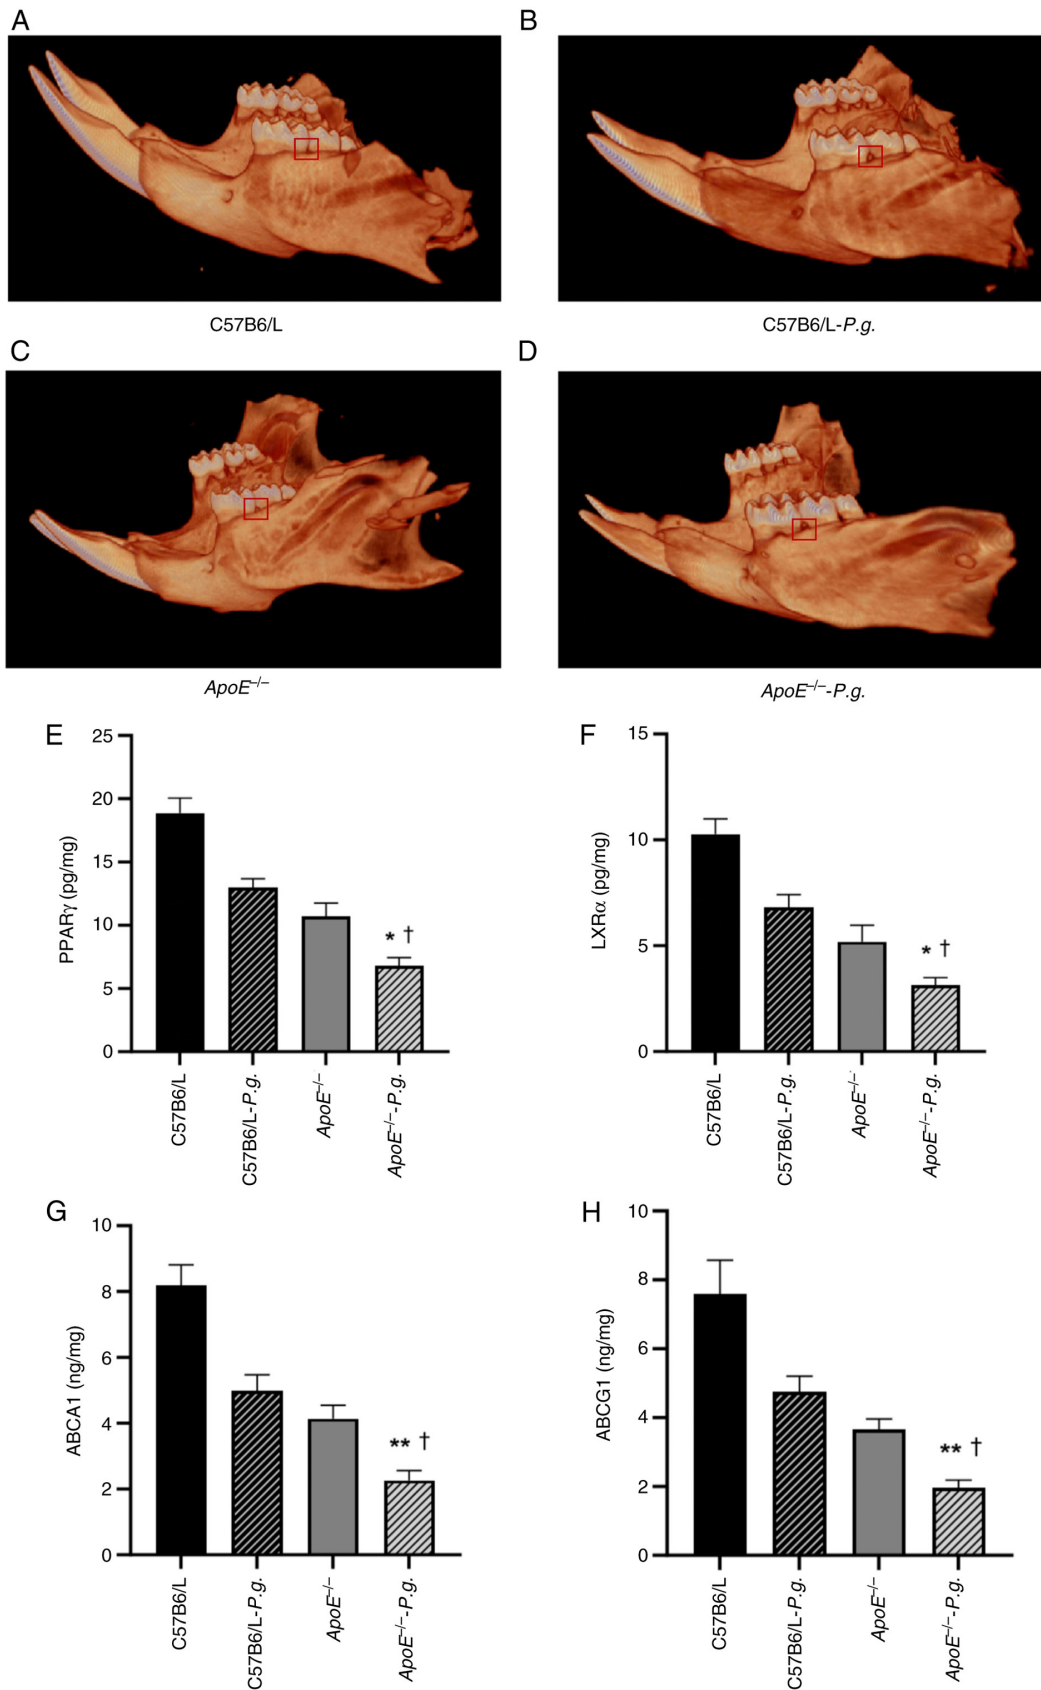 A
B
C57B6/L
C57B6/L-P.g.
C
D
ApoE−/−
ApoE−/−-P.g.
E
25
20
15
10
5
0
PPARγ (pg/mg)
* †
C57B6/L
C57B6/L-P.g.
ApoE−/−
ApoE−/−-P.g.
F
15
10
5
0
LXRα (pg/mg)
* †
C57B6/L
C57B6/L-P.g.
ApoE−/−
ApoE−/−-P.g.
G
10
8
6
4
2
0
ABCA1 (ng/mg)
** †
C57B6/L
C57B6/L-P.g.
ApoE−/−
ApoE−/−-P.g.
H
10
8
6
4
2
0
ABCG1 (ng/mg)
** †
C57B6/L
C57B6/L-P.g.
ApoE−/−
ApoE−/−-P.g.